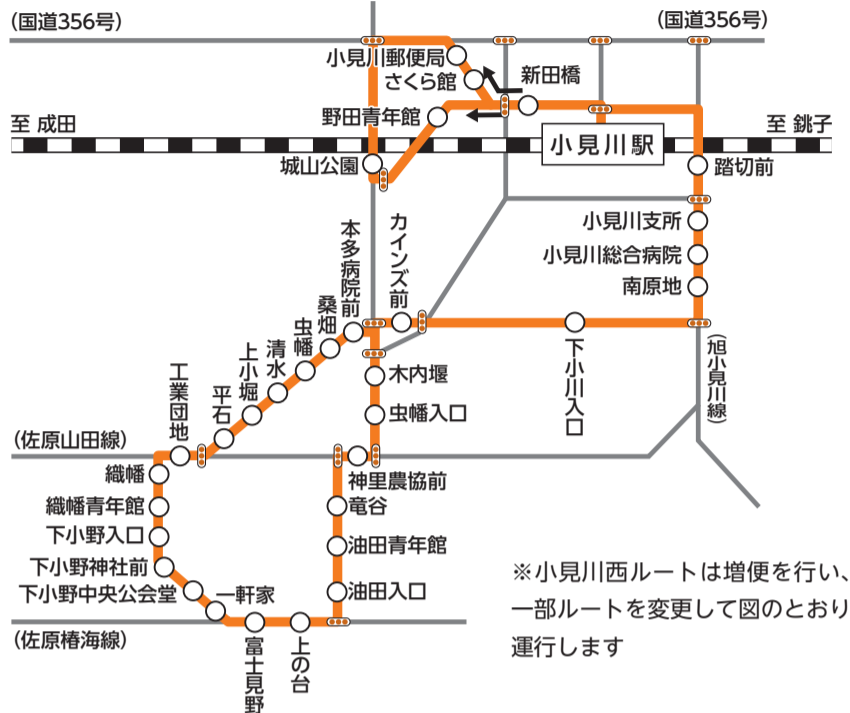 (国道356号)
(国道356号)
小見川郵便局
さくら館
新田橋
野田青年館
至 成田
至 銚子
小見川駅
城山公園
踏切前
小見川支所
小見川総合病院
南原地
カインズ前
本多病院前
桑畑
虫幡
清水
上小堀
平石
工業団地
下小川入口
(旭小見川線)
木内堰
虫幡入口
(佐原山田線)
神里農協前
織幡
織幡青年館
竜谷
下小野入口
油田青年館
下小野神社前
下小野中央公会堂
一軒家
油田入口
(佐原椿海線)
富士見野
上の台
※小見川西ルートは増便を行い、
一部ルートを変更して図のとおり
運行します